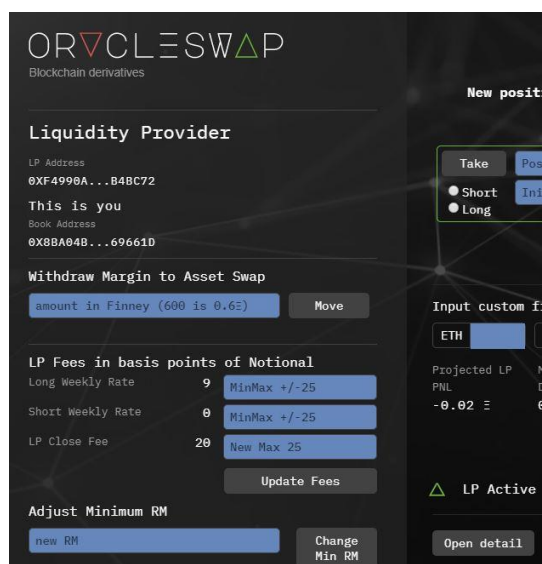 ORACLESWAP
Blockchain derivatives
Liquidity Provider
LP Address
0XF4990A...B4BC72
This is you
Book Address
0X8BA04B...69661D
Withdraw Margin to Asset Swap
amount in Finney (600 is 0.6Ξ) Move
LP Fees in basis points of Notional
Long Weekly Rate 9 MinMax +/-25
Short Weekly Rate 0 MinMax +/-25
LP Close Fee 20 New Max 25
Update Fees
Adjust Minimum RM
new RM Change
Min RM
New posit
Take Pos
Short Ini
Long
Input custom f
ETH
Projected LP
PNL
-0.02 Ξ
LP Active
Open detail